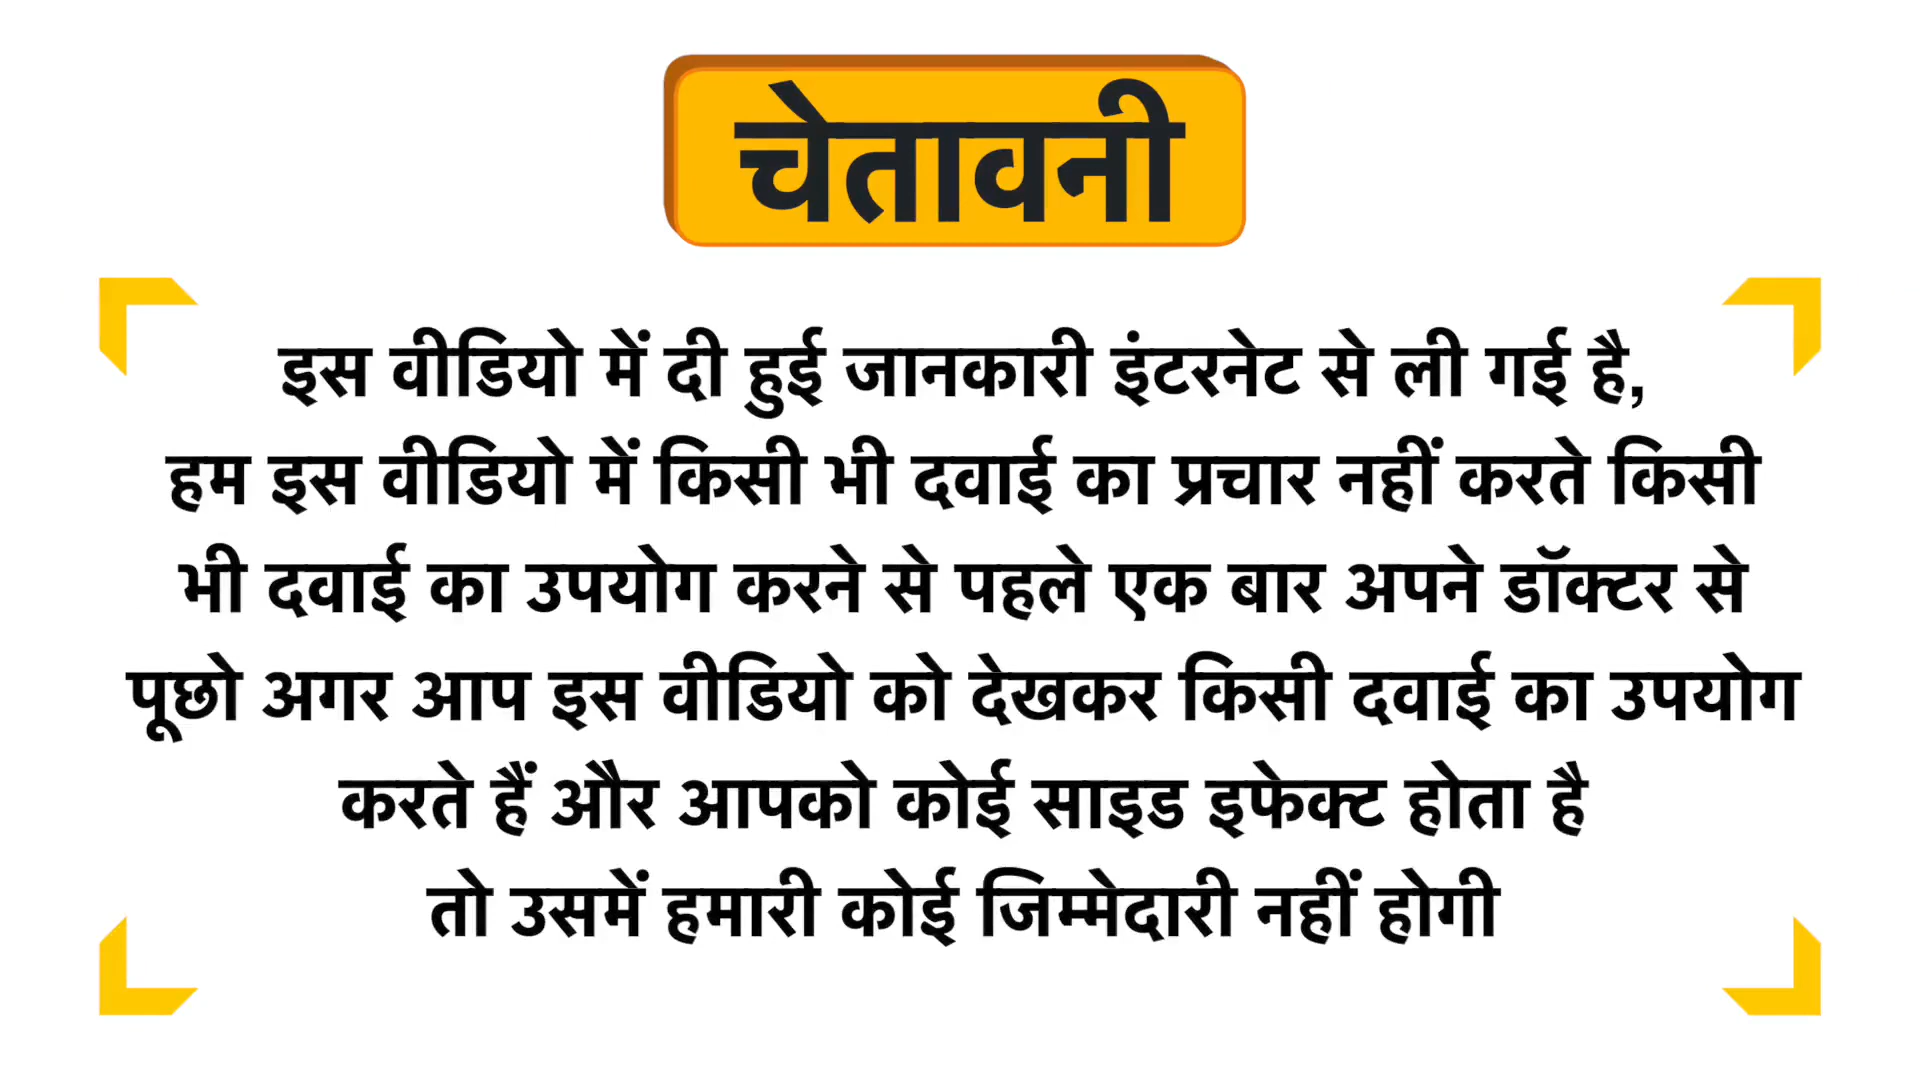 चेतावनी
इस वीडियो में दी हुई जानकारी इंटरनेट से ली गई है,
हम इस वीडियो में किसी भी दवाई का प्रचार नहीं करते किसी
भी दवाई का उपयोग करने से पहले एक बार अपने डॉक्टर से
पूछो अगर आप इस वीडियो को देखकर किसी दवाई का उपयोग
करते हैं और आपको कोई साइड इफेक्ट होता है
तो उसमें हमारी कोई जिम्मेदारी नहीं होगी